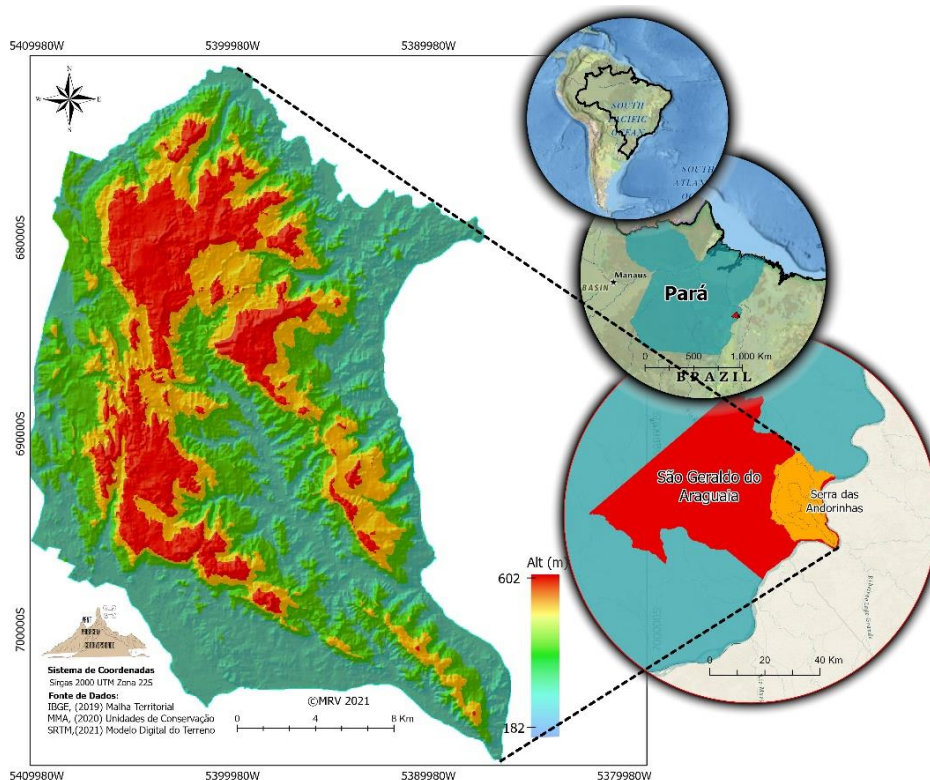 5409980W
5399980W
5389980W
N
W
E
S
680000S
690000S
700000S
SOUTH
PACIFIC
OCEAN
SOUTH
Manaus
BASIN
Pará
0 500 1.000 Km
BRAZIL
São Geraldo do
Araguaia
Serra das
Andorinhas
0 20 40 Km
Alt (m)
602
182
Sistema de Coordenadas
Sirgas 2000 UTM Zona 22S
Fonte de Dados:
IBGE, (2019) Malha Territorial
MMA, (2020) Unidades de Conservação
SRTM,(2021) Modelo Digital do Terreno
©MRV 2021
0 4 8 Km
5409980W
5399980W
5389980W
5379980W